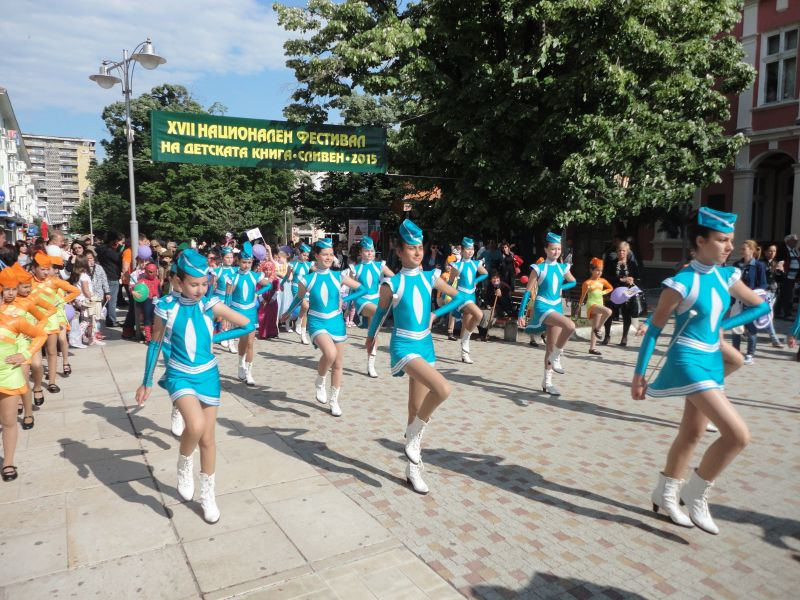 XVII НАЦИОНАЛЕН ФЕСТИВАЛ
НА ДЕТСКАТА КНИГА • СЛИВЕН • 2015